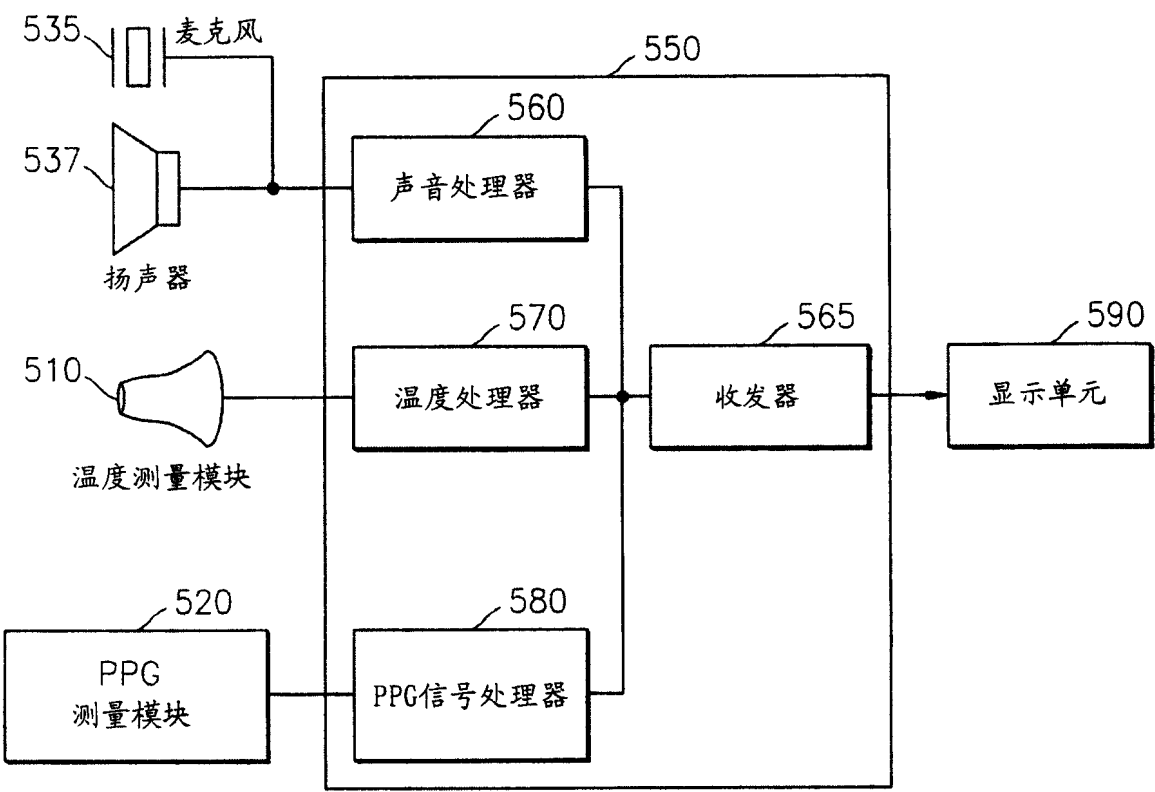 535
麦克风
550
560
537
声音处理器
扬声器
570
565
590
510
温度处理器
收发器
显示单元
温度测量模块
520
580
PPG
测量模块
PPG信号处理器